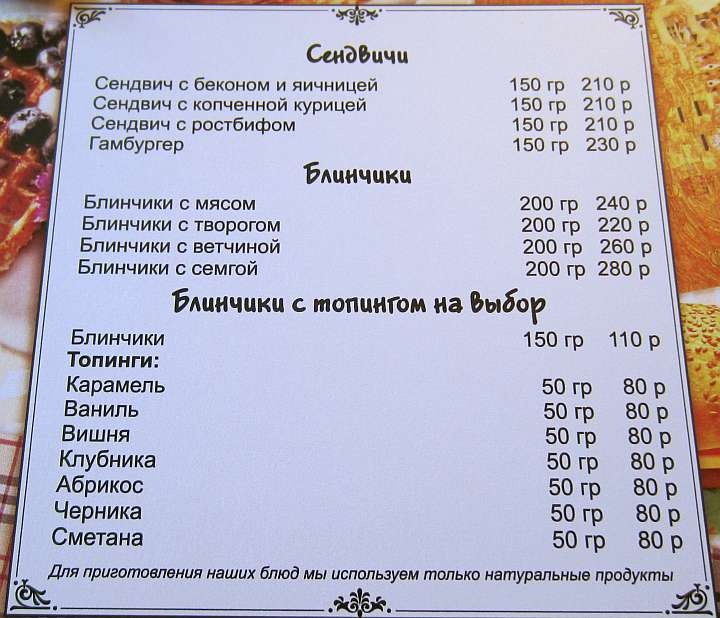 Сендвичи
Сендвич с беконом и яичницей 150 гр 210 р
Сендвич с копченной курицей 150 гр 210 р
Сендвич с ростбифом 150 гр 210 р
Гамбургер 150 гр 230 р
Блинчики
Блинчики с мясом 200 гр 240 р
Блинчики с творогом 200 гр 220 р
Блинчики с ветчиной 200 гр 260 р
Блинчики с семгой 200 гр 280 р
Блинчики с топингом на выбор
Блинчики 150 гр 110 р
Топинги:
Карамель 50 гр 80 р
Ваниль 50 гр 80 р
Вишня 50 гр 80 р
Клубника 50 гр 80 р
Абрикос 50 гр 80 р
Черника 50 гр 80 р
Сметана 50 гр 80 р
Для приготовления наших блюд мы используем только натуральные продукты